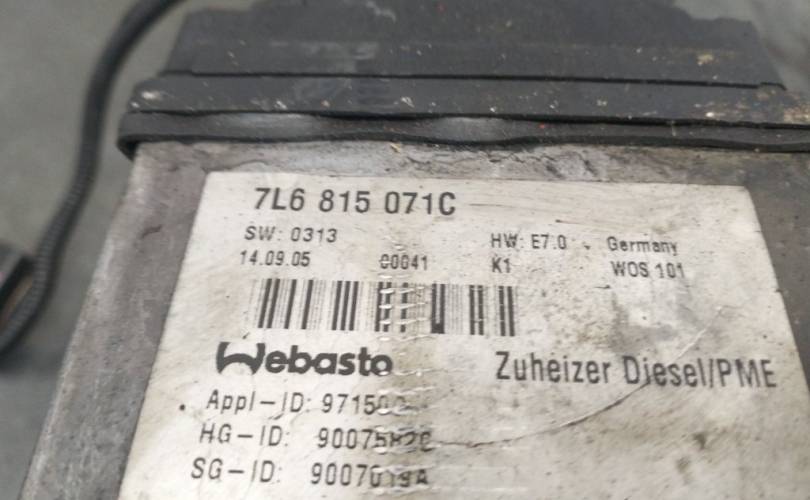 7L6 815 071C
SW: 0313 HW: E7.0 Germany
14.09.05 00041 K1 WOS 101
Webasto Zuheizer Diesel/PME
Appl-ID:
HG-ID:
SG-ID: